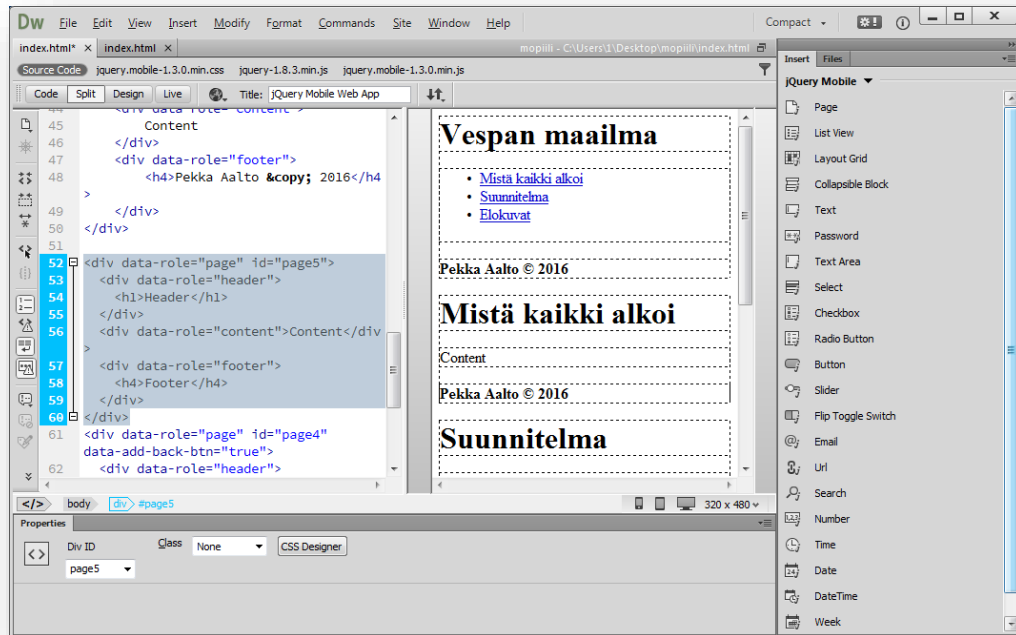 Dw File Edit View Insert Modify Format Commands Site Window Help Compact
index.html* × index.html × mopiili - C:\Users\1\Desktop\mopiili\index.html
Source Code jquery.mobile-1.3.0.min.css jquery-1.8.3.min.js jquery.mobile-1.3.0.min.js
Code Split Design Live Title: jQuery Mobile Web App
44 <div data-role="content">
45 Content
46 </div>
47 <div data-role="footer">
48 <h4>Pekka Aalto &copy; 2016</h4
>
49 </div>
50 </div>
51
52 <div data-role="page" id="page5">
53 <div data-role="header">
54 <h1>Header</h1>
55 </div>
56 <div data-role="content">Content</div
>
57 <div data-role="footer">
58 <h4>Footer</h4>
59 </div>
60 </div>
61 <div data-role="page" id="page4"
data-add-back-btn="true">
62 <div data-role="header">
Vespan maailma
• Mistä kaikki alkoi
• Suunnitelma
• Elokuvat
Pekka Aalto © 2016
Mistä kaikki alkoi
Content
Pekka Aalto © 2016
Suunnitelma
</> body div #page5 320 x 480
Properties
Div ID Class None CSS Designer
page5
Insert Files
jQuery Mobile
Page
List View
Layout Grid
Collapsible Block
Text
Password
Text Area
Select
Checkbox
Radio Button
Button
Slider
Flip Toggle Switch
Email
Url
Search
Number
Time
Date
DateTime
Week